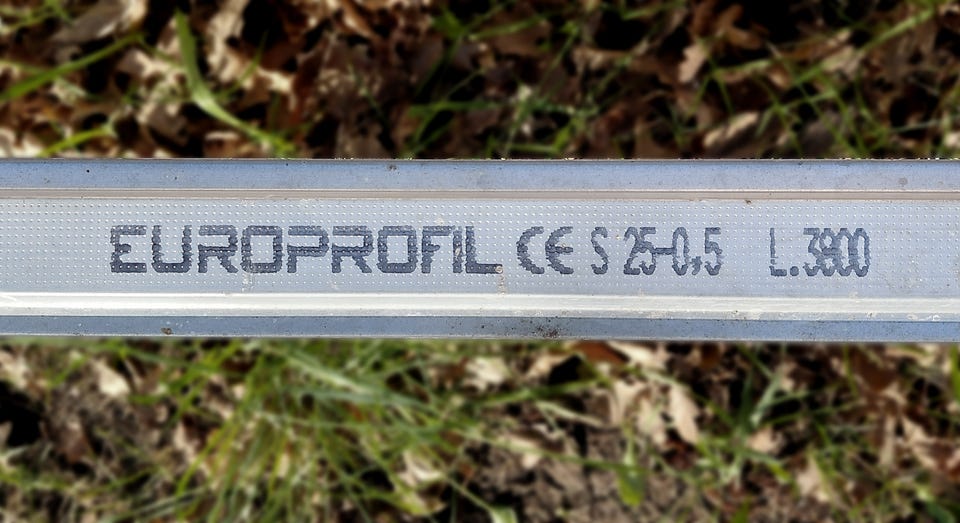 EUROPROFIL CE S 25-0,5 L.3900